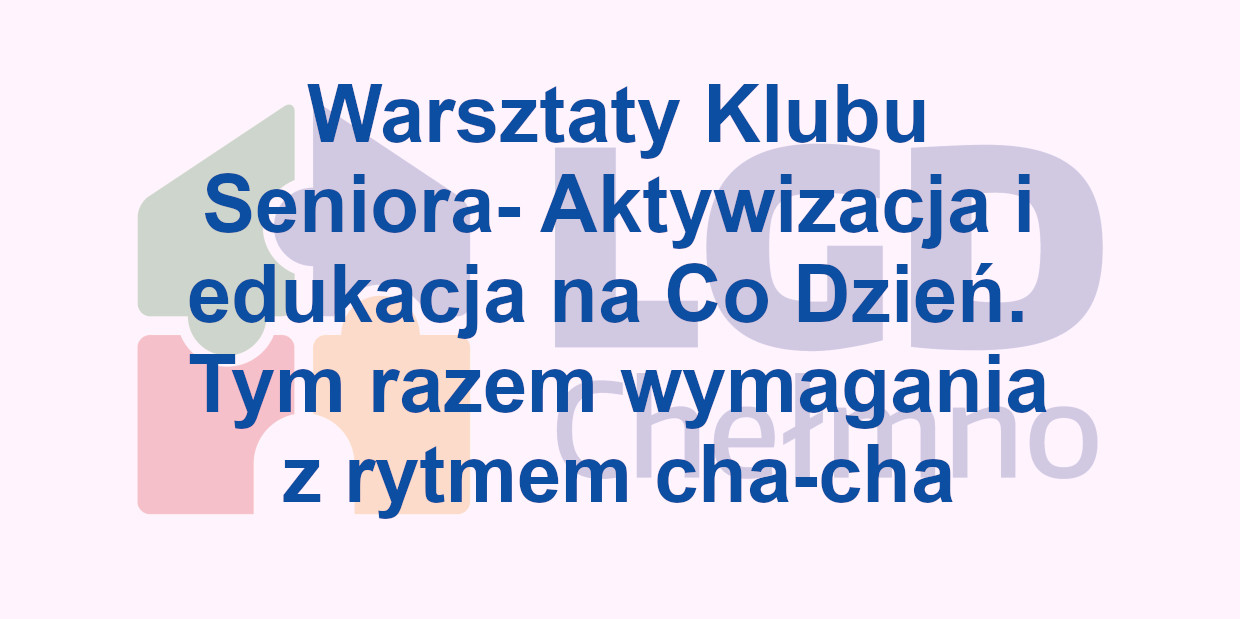 Warsztaty Klubu
Seniora- Aktywizacja i
edukacja na Co Dzień.
Tym razem wymagania
z rytmem cha-cha
LGD
Chełmno